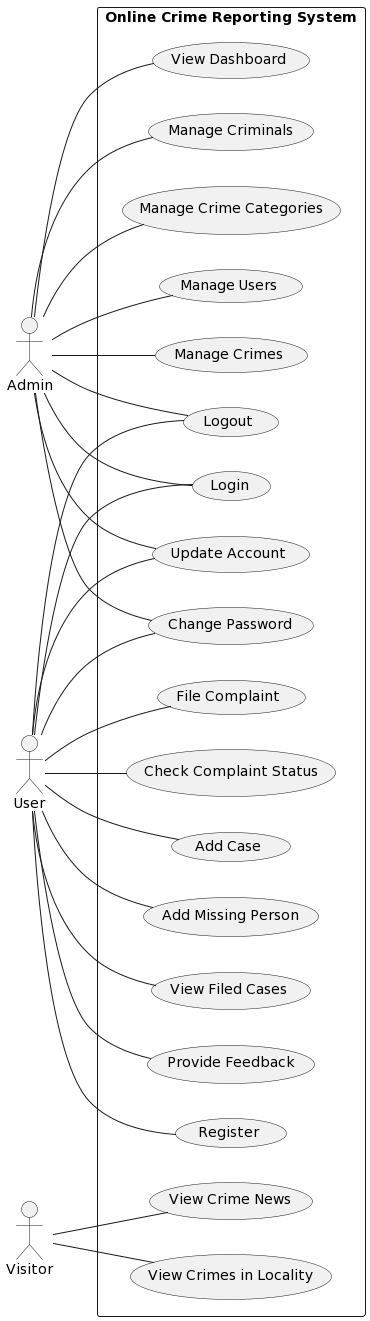 Online Crime Reporting System
View Dashboard
Manage Criminals
Manage Crime Categories
Manage Users
Manage Crimes
Admin
Logout
Login
Update Account
Change Password
File Complaint
Check Complaint Status
User
Add Case
Add Missing Person
View Filed Cases
Provide Feedback
Register
View Crime News
Visitor
View Crimes in Locality